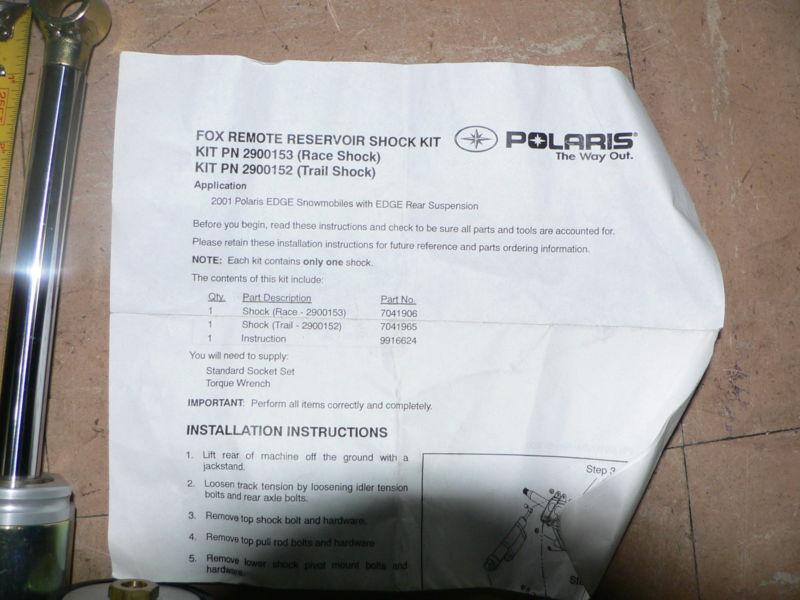 FOX REMOTE RESERVOIR SHOCK KIT
KIT PN 2900153 (Race Shock)
KIT PN 2900152 (Trail Shock)
POLARIS®
The Way Out.
Application
2001 Polaris EDGE Snowmobiles with EDGE Rear Suspension
Before you begin, read these instructions and check to be sure all parts and tools are accounted for.
Please retain these installation instructions for future reference and parts ordering information.
NOTE: Each kit contains only one shock.
The contents of this kit include:
Qty. Part Description Part No.
1 Shock (Race - 2900153) 7041906
1 Shock (Trail - 2900152) 7041965
1 Instruction 9916624
You will need to supply:
Standard Socket Set
Torque Wrench
IMPORTANT: Perform all items correctly and completely.
INSTALLATION INSTRUCTIONS
1. Lift rear of machine off the ground with a
jackstand.
2. Loosen track tension by loosening idler tension
bolts and rear axle bolts.
3. Remove top shock bolt and hardware.
4. Remove top pull rod bolts and hardware
5. Remove lower shock pivot mount bolts and
hardware.
Step 3